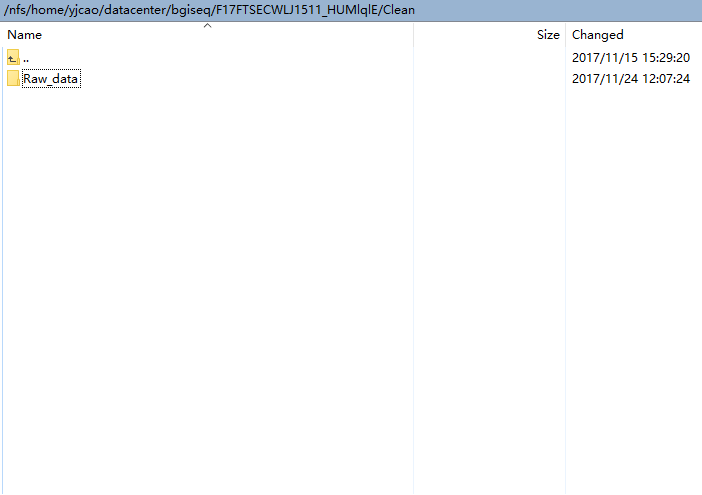 /nfs/home/yjcao/datacenter/bgiseq/F17FTSECWLJ1511_HUMlqlE/Clean
Name Size Changed
.. 2017/11/15 15:29:20
Raw_data 2017/11/24 12:07:24